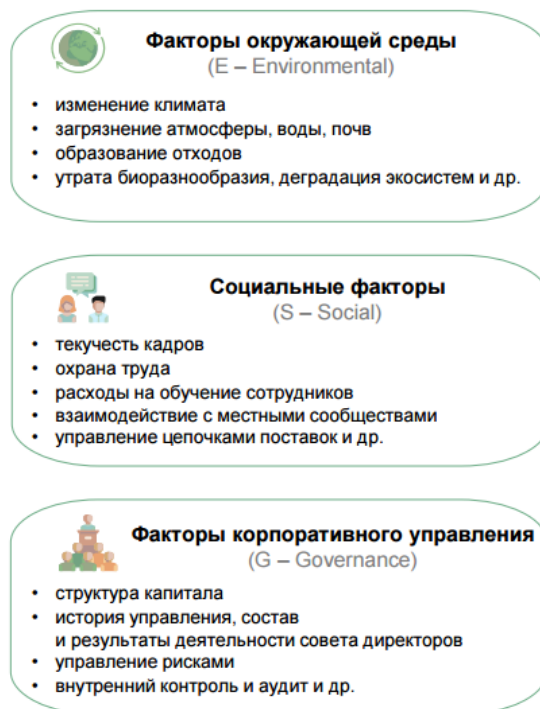 Факторы окружающей среды
(E – Environmental)
• изменение климата
• загрязнение атмосферы, воды, почв
• образование отходов
• утрата биоразнообразия, деградация экосистем и др.
Социальные факторы
(S – Social)
• текучесть кадров
• охрана труда
• расходы на обучение сотрудников
• взаимодействие с местными сообществами
• управление цепочками поставок и др.
Факторы корпоративного управления
(G – Governance)
• структура капитала
• история управления, состав
и результаты деятельности совета директоров
• управление рисками
• внутренний контроль и аудит и др.